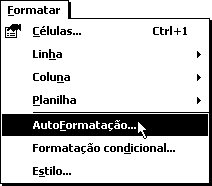 Formatar
Células... Ctrl+1
Linha
Coluna
Planilha
AutoFormatação...
Formatação condicional...
Estilo...